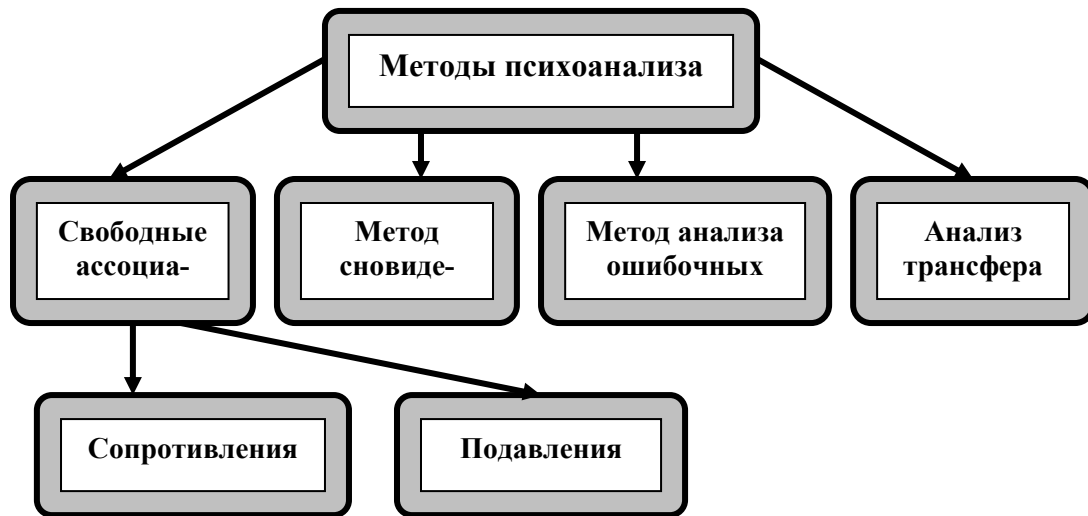 Методы психоанализа
Свободные
ассоциа-
Метод
сновиде-
Метод анализа
ошибочных
Анализ
трансфера
Сопротивления
Подавления